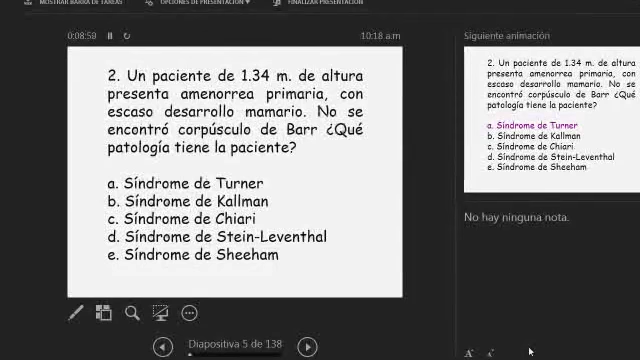 MOSTRAR BARRA DE TAREAS OPCIONES DE PRESENTACIÓN FINALIZAR PRESENTACIÓN
0:08:59 10:18 a.m
2. Un paciente de 1.34 m. de altura
presenta amenorrea primaria, con
escaso desarrollo mamario. No se
encontró corpúsculo de Barr ¿Qué
patología tiene la paciente?
a. Síndrome de Turner
b. Síndrome de Kallman
c. Síndrome de Chiari
d. Síndrome de Stein-Leventhal
e. Síndrome de Sheeham
Diapositiva 5 de 138
Siguiente animación
2. Un paciente de 1.34 m. de altura
presenta amenorrea primaria, con
escaso desarrollo mamario. No se
encontró corpúsculo de Barr ¿Qué
patología tiene la paciente?
a. Síndrome de Turner
b. Síndrome de Kallman
c. Síndrome de Chiari
d. Síndrome de Stein-Leventhal
e. Síndrome de Sheeham
No hay ninguna nota.
A A